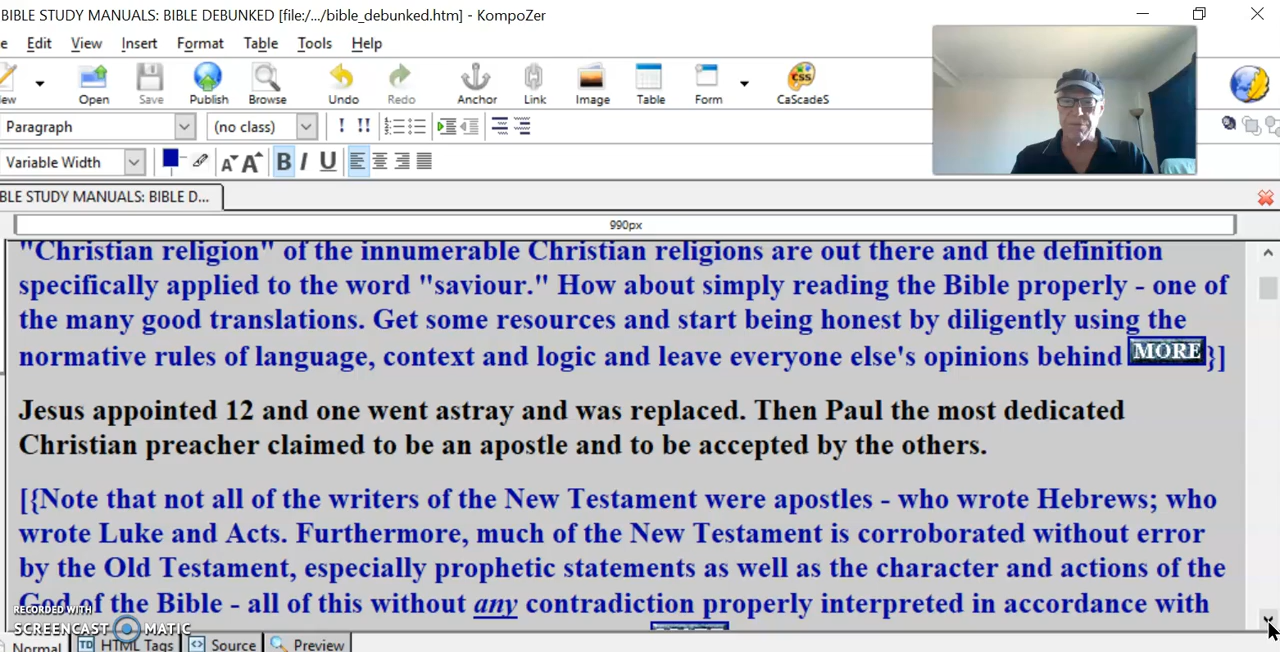 BIBLE STUDY MANUALS: BIBLE DEBUNKED [file:/.../bible_debunked.htm] - KompoZer
e Edit View Insert Format Table Tools Help
ew Open Save Publish Browse Undo Redo Anchor Link Image Table Form CaScadeS
Paragraph (no class) ! !!
Variable Width A A B I U
BLE STUDY MANUALS: BIBLE D...
990px
"Christian religion" of the innumerable Christian religions are out there and the definition
specifically applied to the word "saviour." How about simply reading the Bible properly - one of
the many good translations. Get some resources and start being honest by diligently using the
normative rules of language, context and logic and leave everyone else's opinions behind MORE}]
Jesus appointed 12 and one went astray and was replaced. Then Paul the most dedicated
Christian preacher claimed to be an apostle and to be accepted by the others.
[{Note that not all of the writers of the New Testament were apostles - who wrote Hebrews; who
wrote Luke and Acts. Furthermore, much of the New Testament is corroborated without error
by the Old Testament, especially prophetic statements as well as the character and actions of the
God of the Bible - all of this without any contradiction properly interpreted in accordance with
RECORDED WITH
SCREENCAST MATIC
Normal TD HTML Tags <> Source Preview